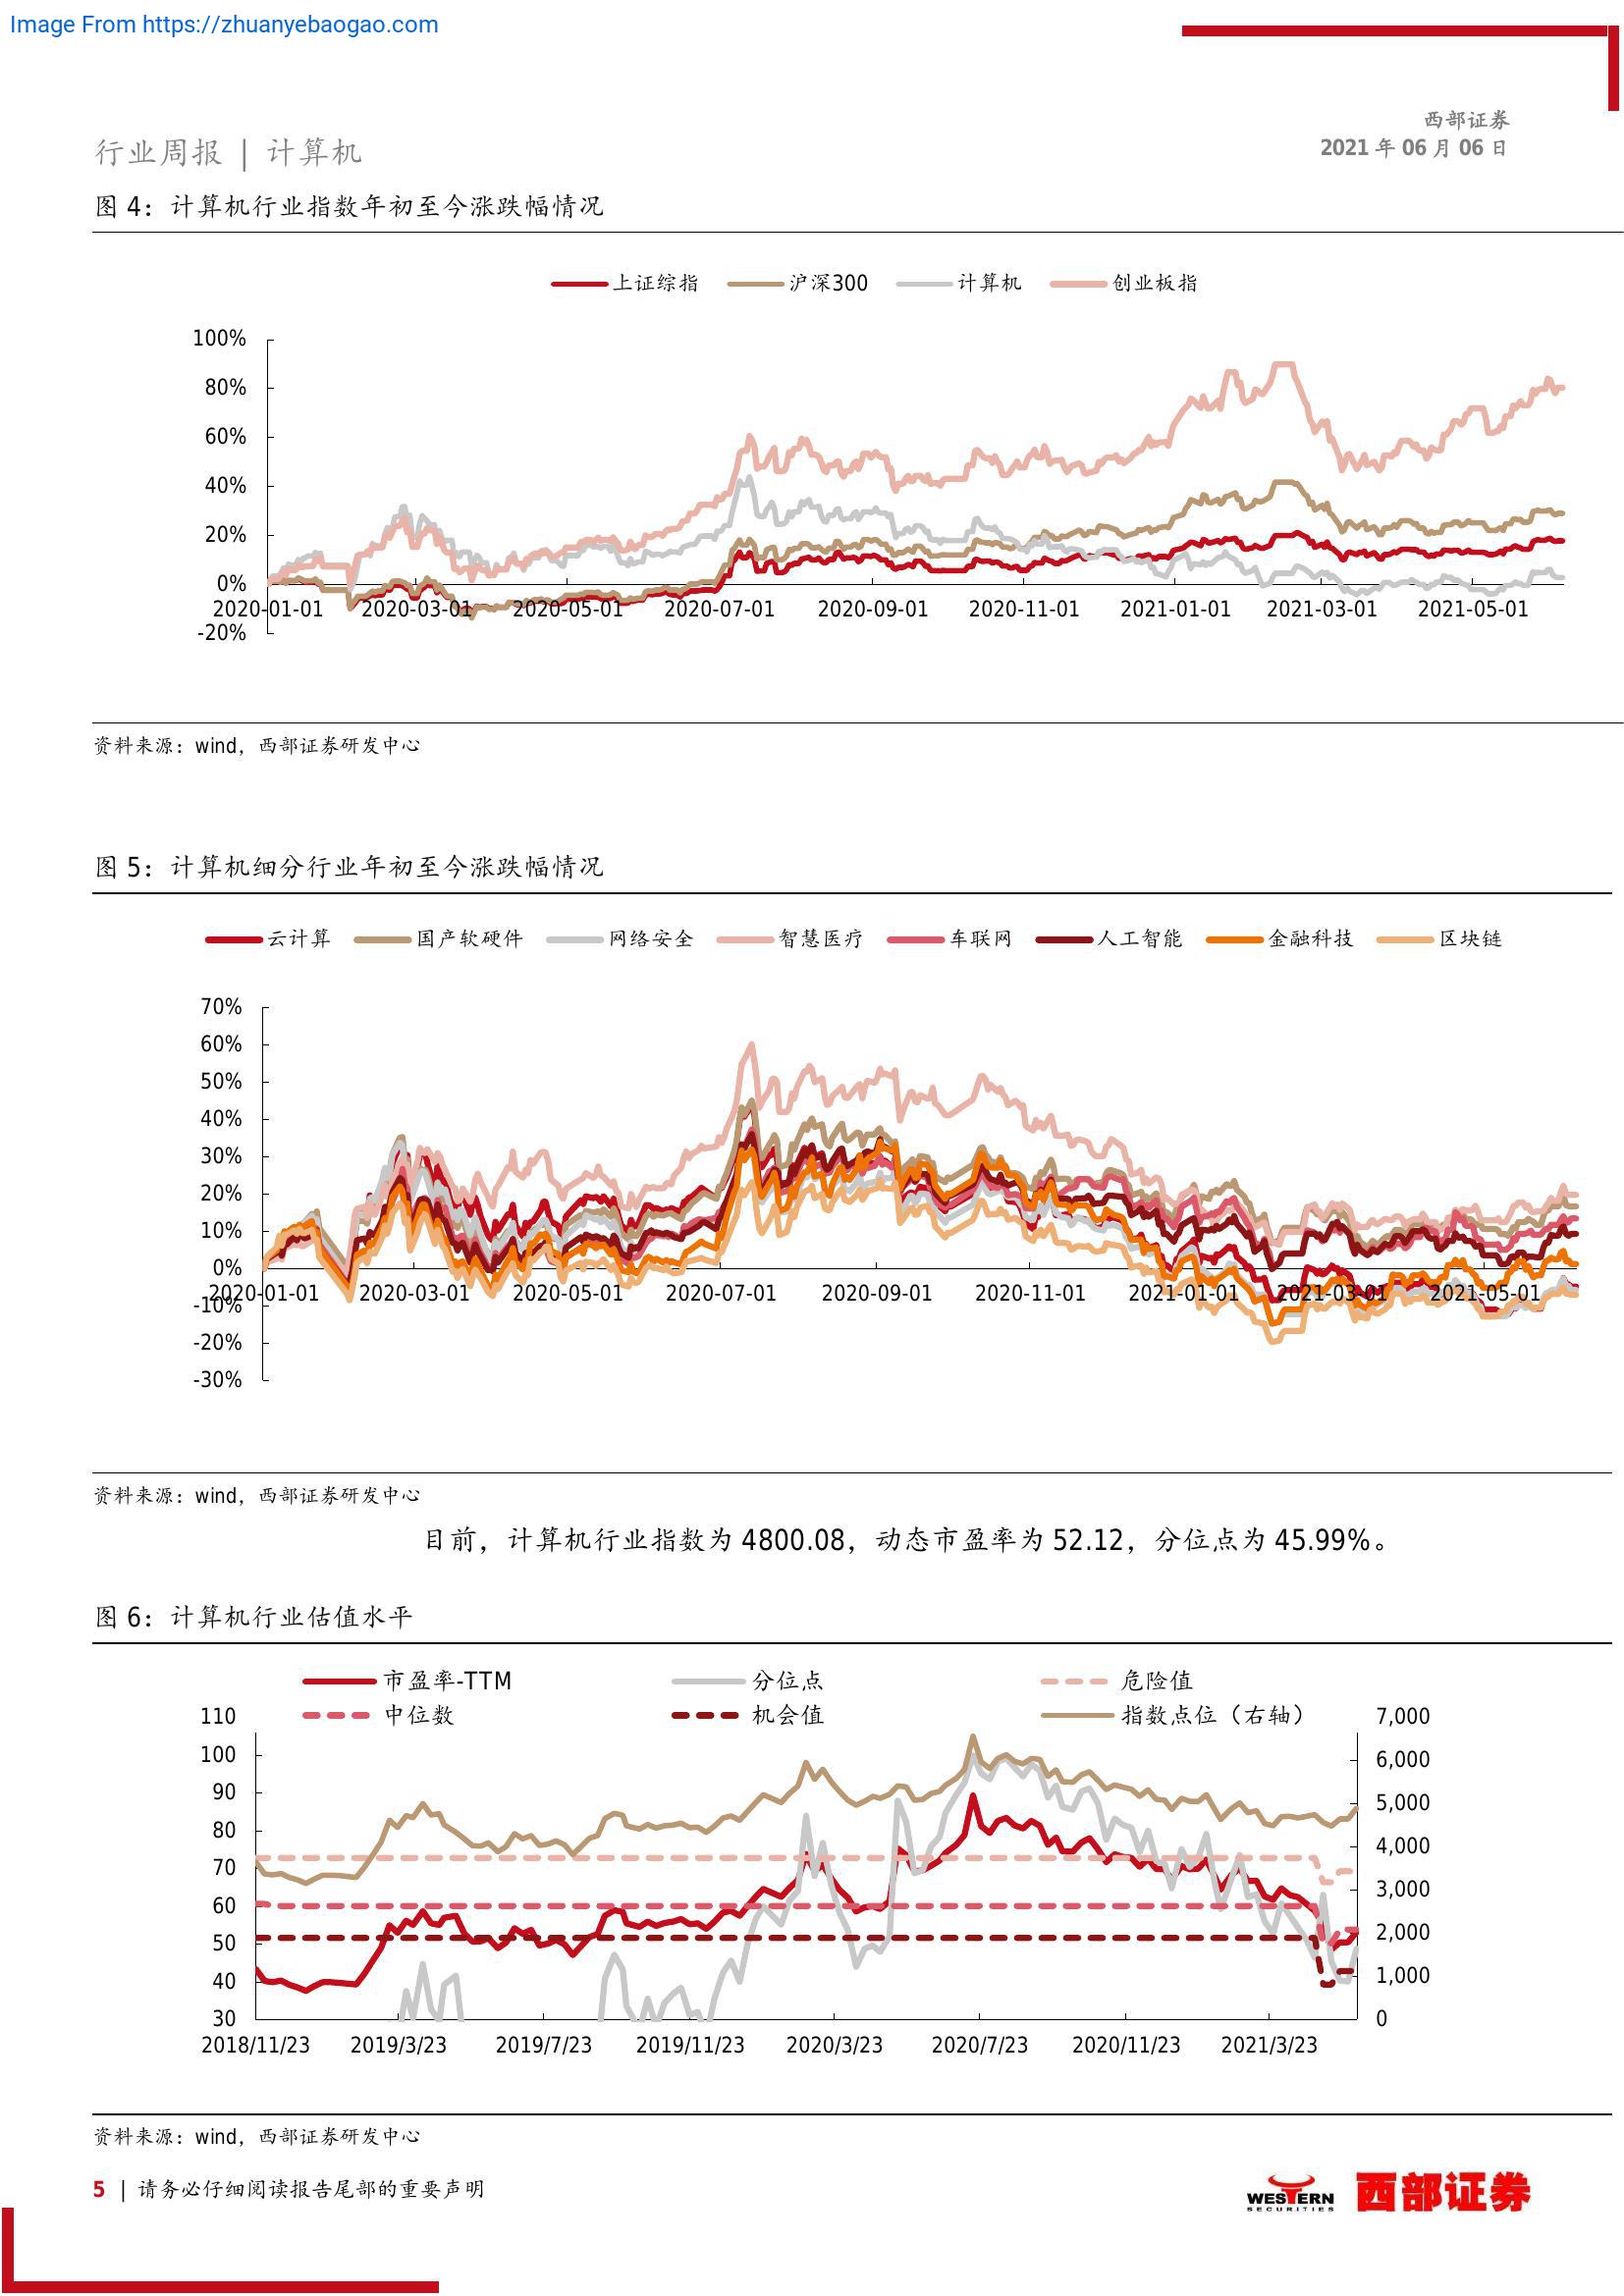 Image From https://zhuanyebaogao.com
西部证券
2021 年 06 月 06 日
行业周报 | 计算机
图 4：计算机行业指数年初至今涨跌幅情况
上证综指 沪深300 计算机 创业板指
100%
80%
60%
40%
20%
0%
2020-01-01 2020-03-01 2020-05-01 2020-07-01 2020-09-01 2020-11-01 2021-01-01 2021-03-01 2021-05-01
-20%
资料来源：wind，西部证券研发中心
图 5：计算机细分行业年初至今涨跌幅情况
云计算 国产软硬件 网络安全 智慧医疗 车联网 人工智能 金融科技 区块链
70%
60%
50%
40%
30%
20%
10%
0%
2020-01-01 2020-03-01 2020-05-01 2020-07-01 2020-09-01 2020-11-01 2021-01-01 2021-03-01 2021-05-01
-10%
-20%
-30%
资料来源：wind，西部证券研发中心
目前，计算机行业指数为 4800.08，动态市盈率为 52.12，分位点为 45.99%。
图 6：计算机行业估值水平
市盈率-TTM 分位点 危险值
中位数 机会值 指数点位（右轴）
110 7,000
100 6,000
90
80 5,000
70 4,000
60 3,000
50 2,000
40 1,000
30 0
2018/11/23 2019/3/23 2019/7/23 2019/11/23 2020/3/23 2020/7/23 2020/11/23 2021/3/23
资料来源：wind，西部证券研发中心
5 | 请务必仔细阅读报告尾部的重要声明
WESTERN
SECURITIES
西部证券